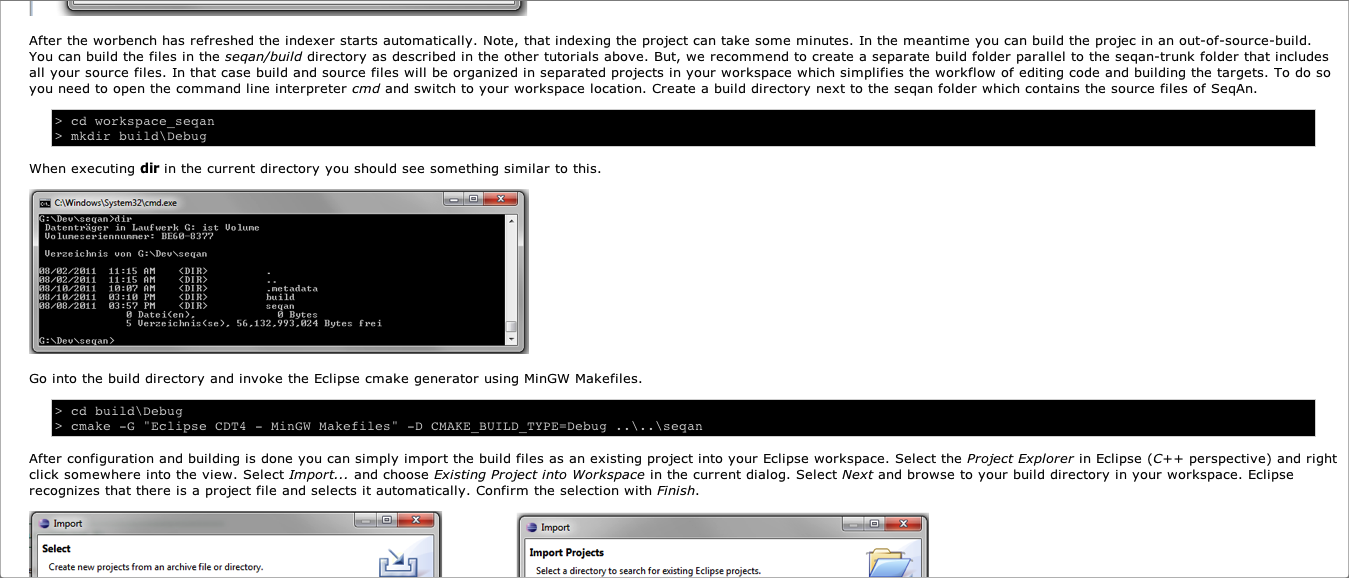 After the worbench has refreshed the indexer starts automatically. Note, that indexing the project can take some minutes. In the meantime you can build the projec in an out-of-source-build.
You can build the files in the seqan/build directory as described in the other tutorials above. But, we recommend to create a separate build folder parallel to the seqan-trunk folder that includes
all your source files. In that case build and source files will be organized in separated projects in your workspace which simplifies the workflow of editing code and building the targets. To do so
you need to open the command line interpreter cmd and switch to your workspace location. Create a build directory next to the seqan folder which contains the source files of SeqAn.
> cd workspace_seqan
> mkdir build\Debug
When executing dir in the current directory you should see something similar to this.
C:\Windows\System32\cmd.exe
G:\Dev\seqan>dir
Datenträger in Laufwerk G: ist Volume
Volumeseriennummer: BE60-8377
Verzeichnis von G:\Dev\seqan
08/02/2011 11:15 AM <DIR> .
08/02/2011 11:15 AM <DIR> ..
08/10/2011 10:07 AM <DIR> .metadata
08/10/2011 03:10 PM <DIR> build
08/08/2011 03:57 PM <DIR> seqan
0 Datei(en), 0 Bytes
5 Verzeichnis(se), 56,132,993,024 Bytes frei
G:\Dev\seqan>
Go into the build directory and invoke the Eclipse cmake generator using MinGW Makefiles.
> cd build\Debug
> cmake -G "Eclipse CDT4 - MinGW Makefiles" -D CMAKE_BUILD_TYPE=Debug ..\..\seqan
After configuration and building is done you can simply import the build files as an existing project into your Eclipse workspace. Select the Project Explorer in Eclipse (C++ perspective) and right
click somewhere into the view. Select Import... and choose Existing Project into Workspace in the current dialog. Select Next and browse to your build directory in your workspace. Eclipse
recognizes that there is a project file and selects it automatically. Confirm the selection with Finish.
Import
Select
Create new projects from an archive file or directory.
Import
Import Projects
Select a directory to search for existing Eclipse projects.